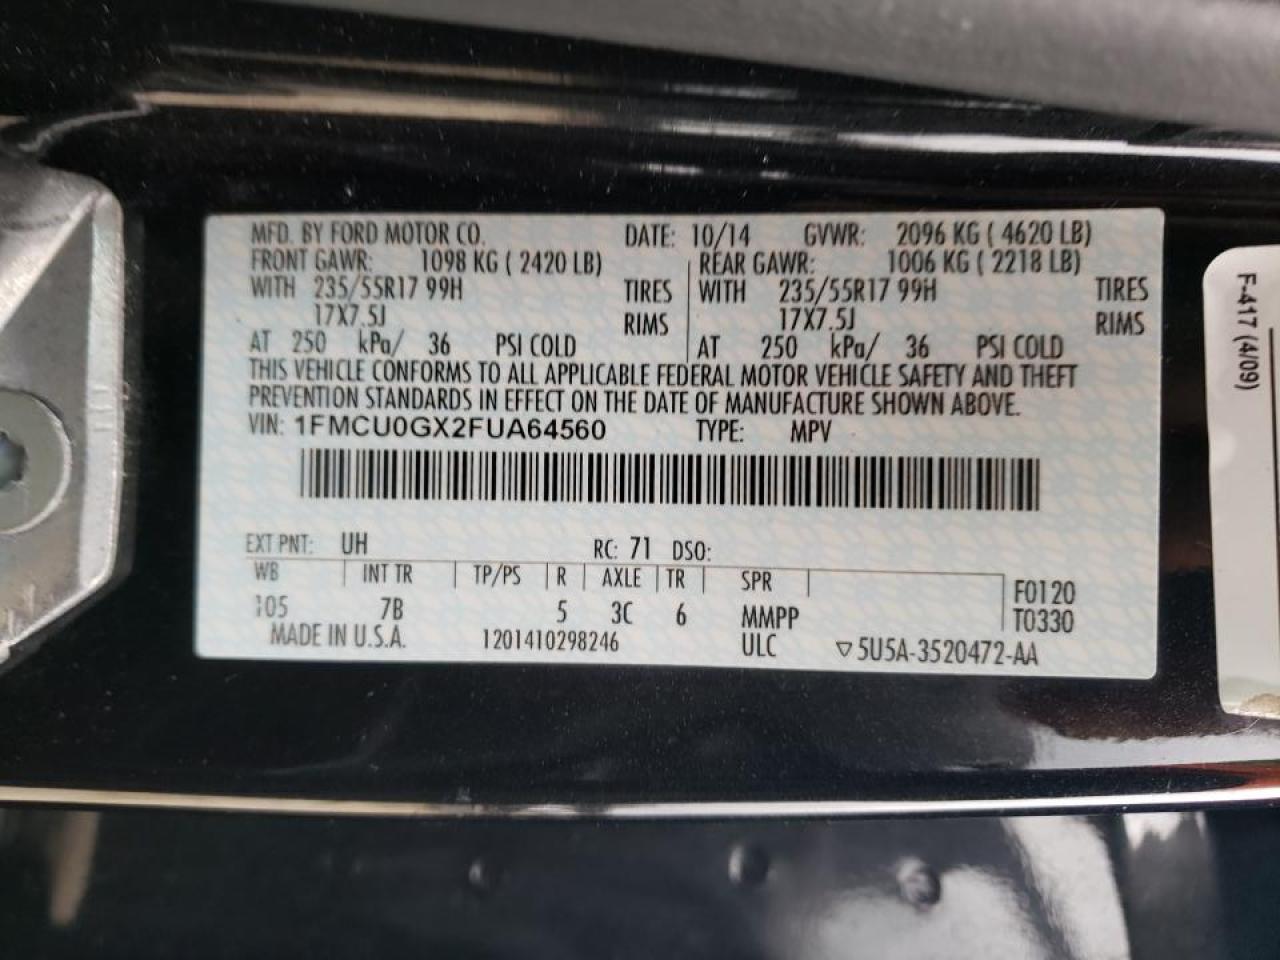 MFD. BY FORD MOTOR CO. DATE: 10/14 GVWR: 2096 KG ( 4620 LB)
FRONT GAWR: 1098 KG ( 2420 LB) REAR GAWR: 1006 KG ( 2218 LB)
WITH 235/55R17 99H TIRES WITH 235/55R17 99H TIRES
17X7.5J RIMS 17X7.5J RIMS
AT 250 kPa/ 36 PSI COLD AT 250 kPa/ 36 PSI COLD
THIS VEHICLE CONFORMS TO ALL APPLICABLE FEDERAL MOTOR VEHICLE SAFETY AND THEFT
PREVENTION STANDARDS IN EFFECT ON THE DATE OF MANUFACTURE SHOWN ABOVE.
VIN: 1FMCU0GX2FUA64560 TYPE: MPV
EXT PNT: UH RC: 71 DSO:
WB INT TR TP/PS R AXLE TR SPR F0120
105 7B 5 3C 6 MMPP T0330
MADE IN U.S.A. 1201410298246 ULC ▽5U5A-3520472-AA
F-417 (4/09)